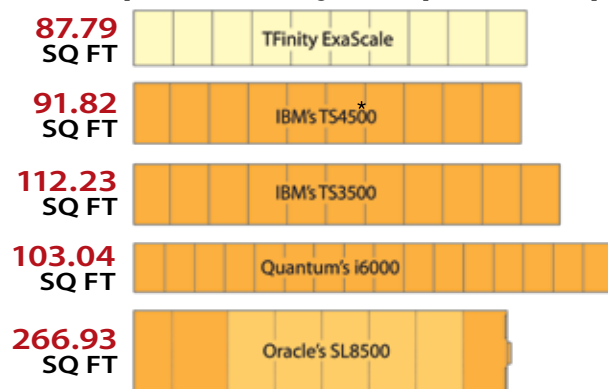 87.79
SQ FT
TFinity ExaScale
91.82
SQ FT
IBM's TS4500*
112.23
SQ FT
IBM's TS3500
103.04
SQ FT
Quantum's i6000
266.93
SQ FT
Oracle's SL8500